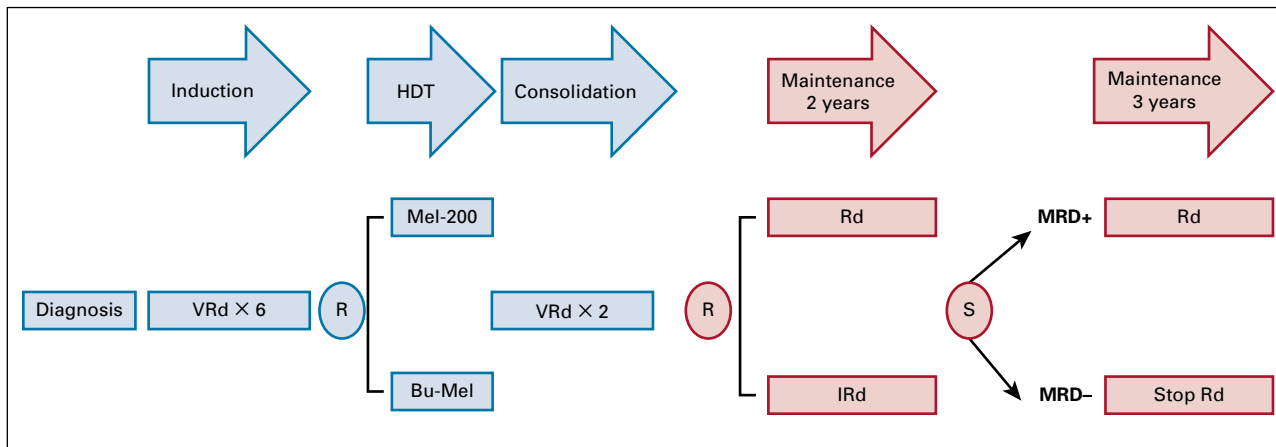 Induction
HDT
Consolidation
Maintenance
2 years
Maintenance
3 years
Mel-200
Rd
MRD+
Rd
Diagnosis
VRd × 6
R
VRd × 2
R
S
Bu-Mel
IRd
MRD–
Stop Rd